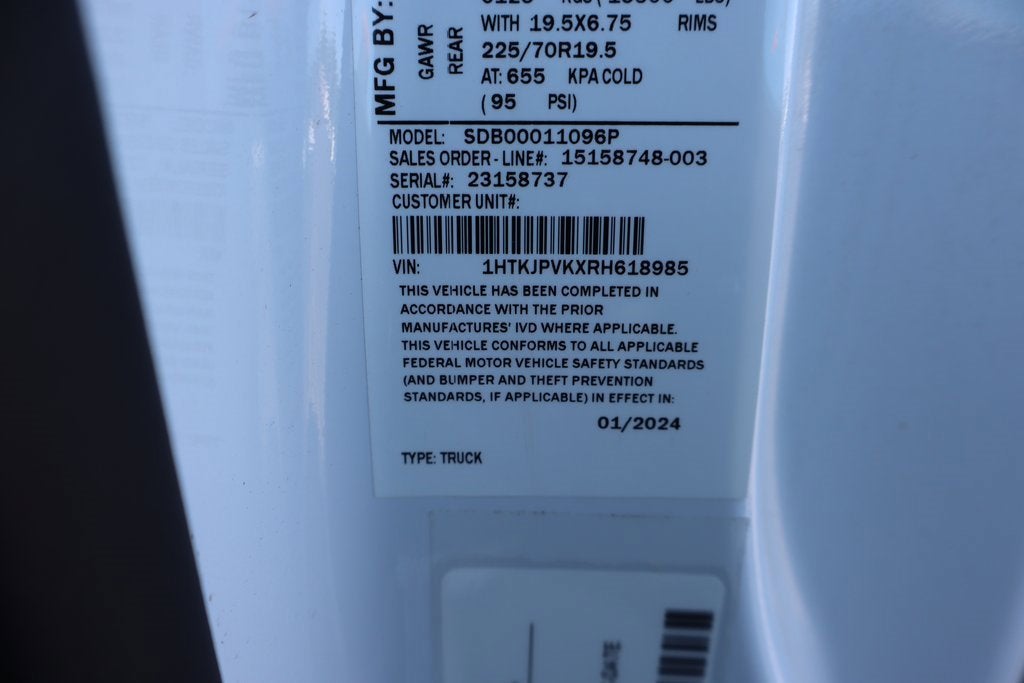 MFG BY:
GAWR
REAR
WITH 19.5X6.75 RIMS
225/70R19.5
AT: 655 KPA COLD
( 95 PSI)
MODEL: SDB00011096P
SALES ORDER - LINE#: 15158748-003
SERIAL#: 23158737
CUSTOMER UNIT#:
VIN: 1HTKJPVKXRH618985
THIS VEHICLE HAS BEEN COMPLETED IN
ACCORDANCE WITH THE PRIOR
MANUFACTURES' IVD WHERE APPLICABLE.
THIS VEHICLE CONFORMS TO ALL APPLICABLE
FEDERAL MOTOR VEHICLE SAFETY STANDARDS
(AND BUMPER AND THEFT PREVENTION
STANDARDS, IF APPLICABLE) IN EFFECT IN:
01/2024
TYPE: TRUCK